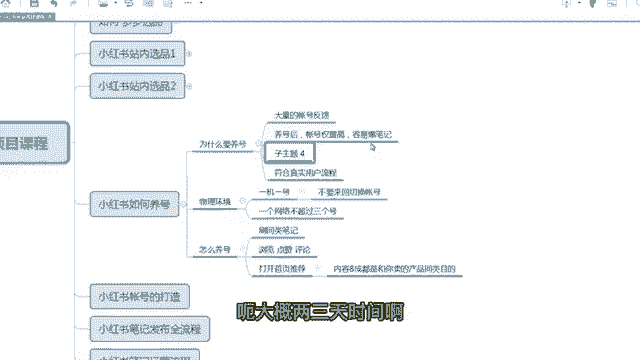 小红书站内选品1
小红书站内选品2
项目课程
大量的帐号反馈
养号后，帐号权重高，容易爆笔记
为什么要养号
子主题 4
符合真实用户流程
小红书如何养号
物理环境
一机一号
不要来回切换帐号
一个网络不超过三个号
怎么养号
刷同类笔记
浏览 点赞 评论
打开首页推荐
内容8成都是和你卖的产品同类目的
小红书帐号的打造
呃大概两三天时间啊
小红书笔记发布全流程